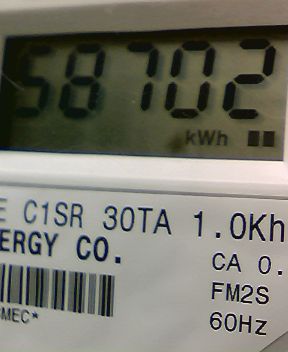 58702
kWh
E C1SR 30TA 1.0Kh
ERGY CO.
CA 0.
FM2S
MEC*
60Hz